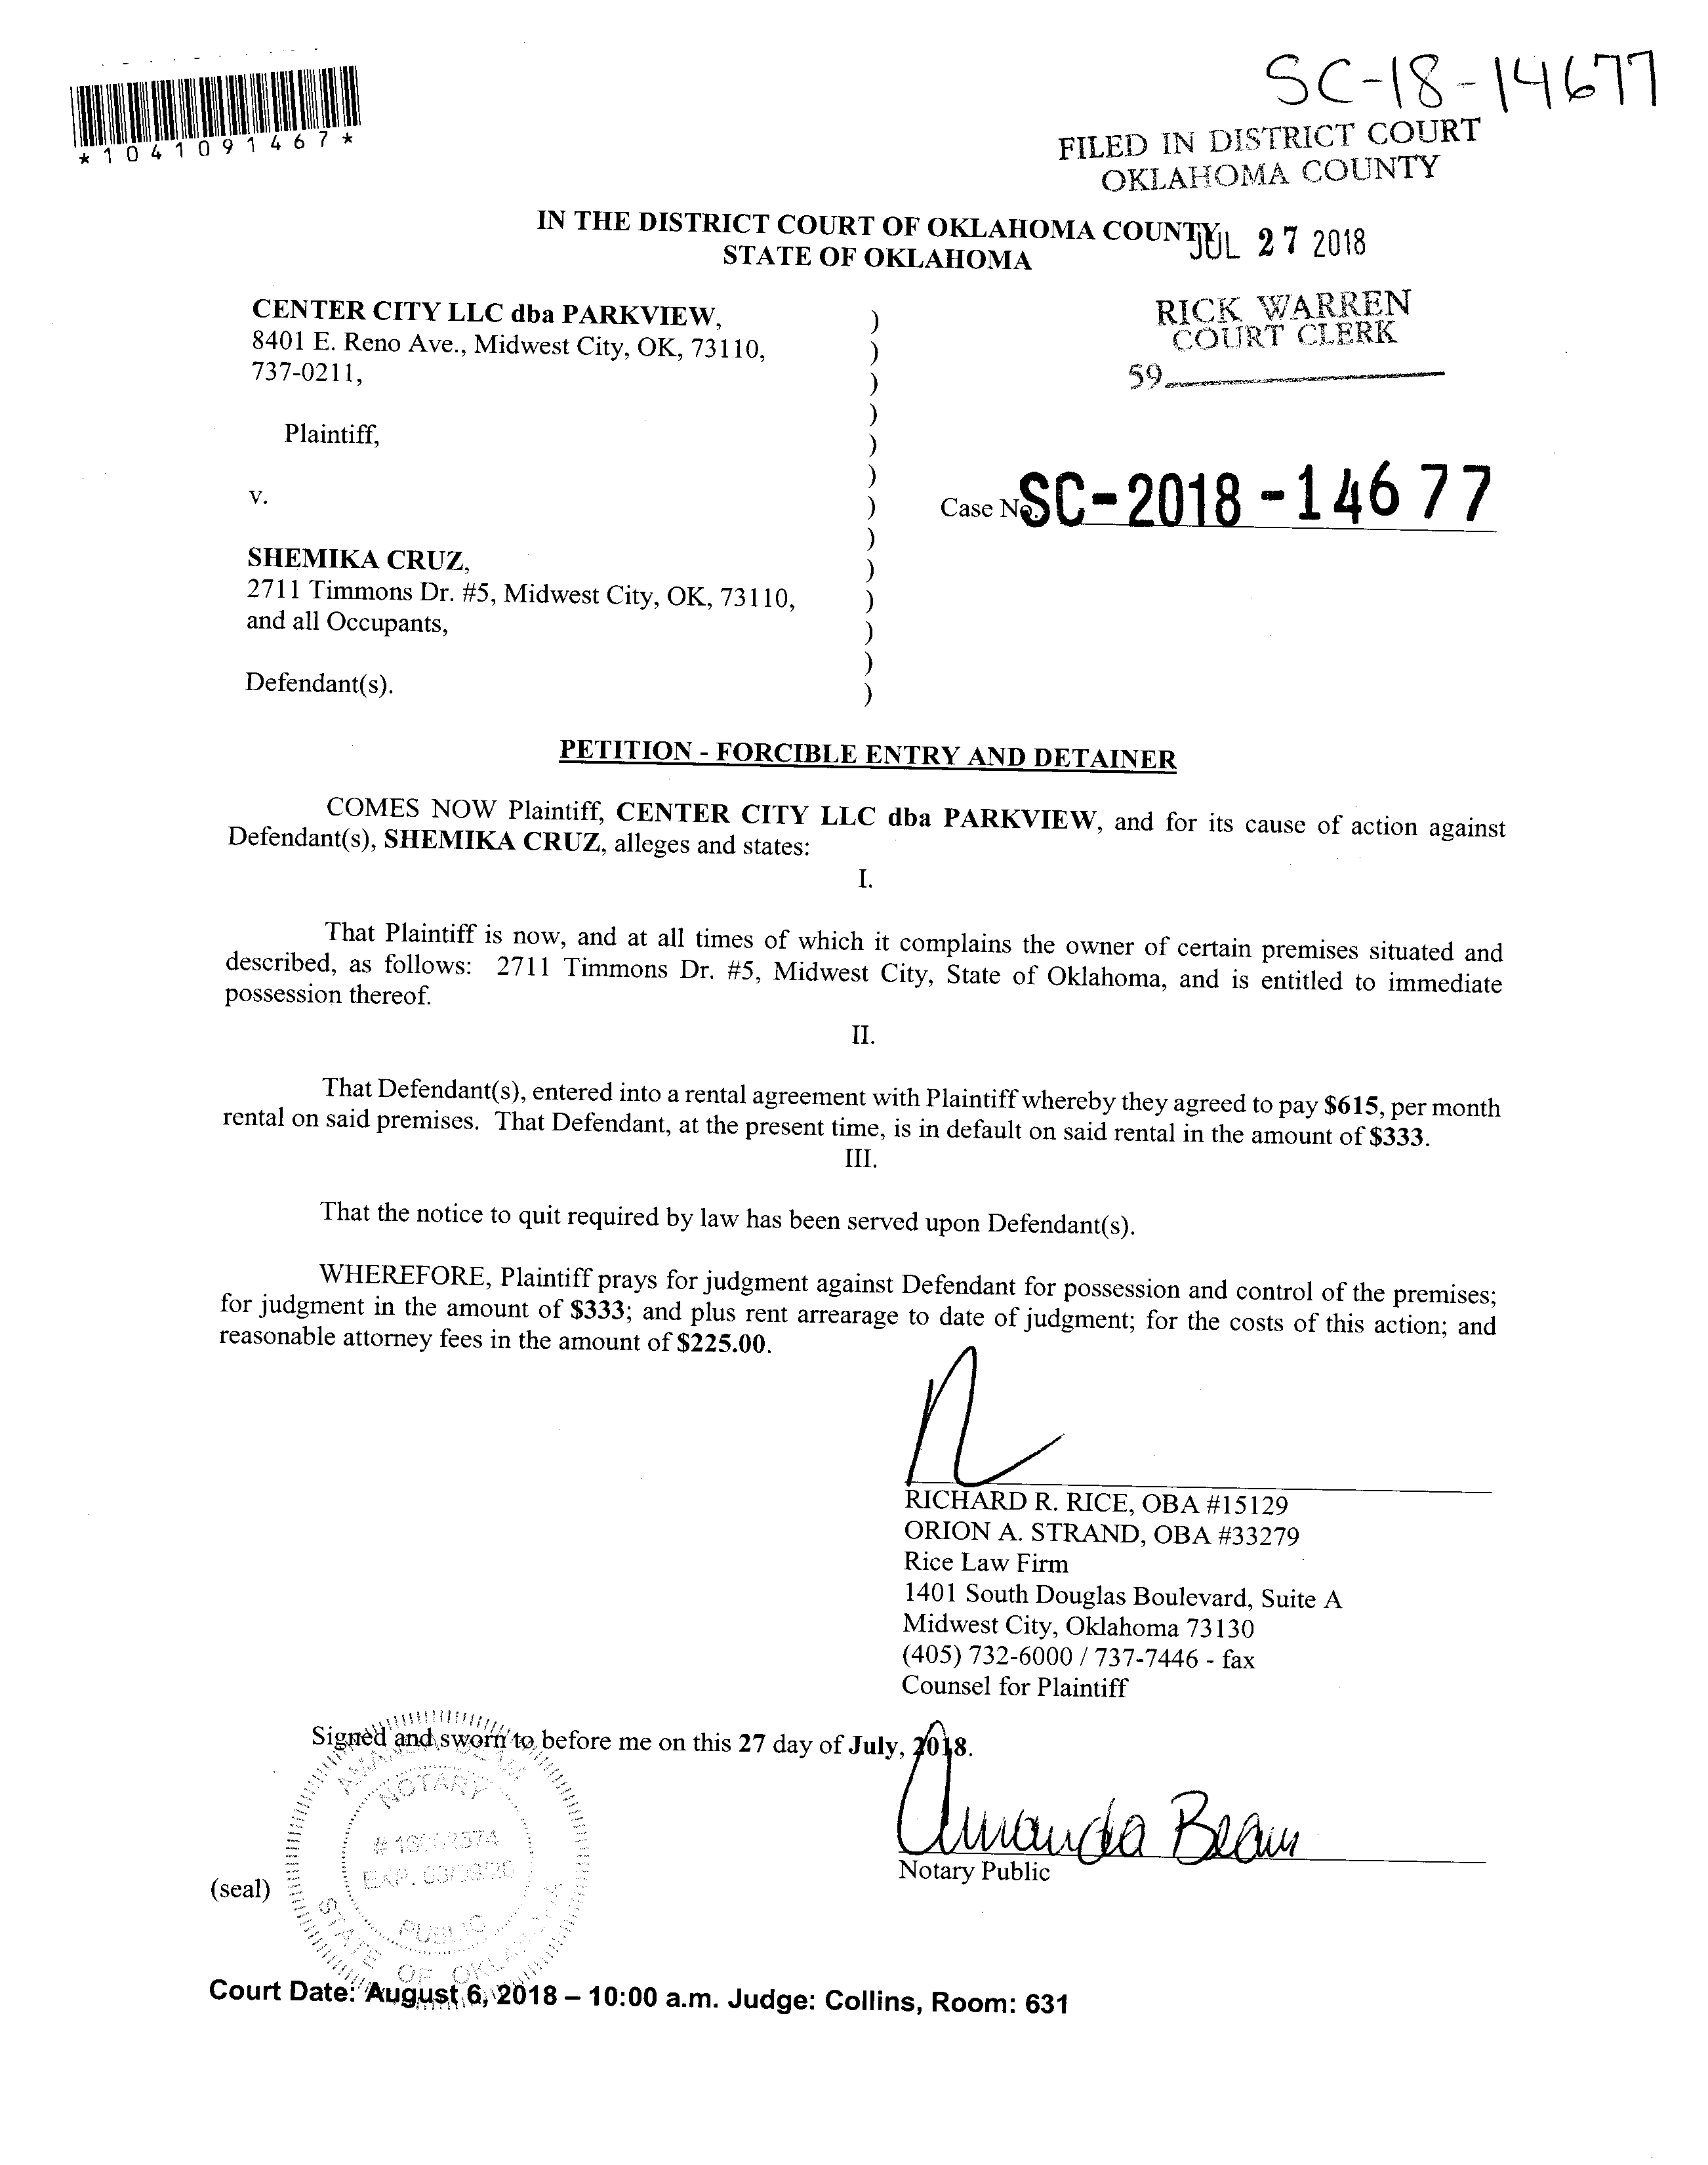 *1041091467*
SC-18-14677
FILED IN DISTRICT COURT
OKLAHOMA COUNTY
IN THE DISTRICT COURT OF OKLAHOMA COUNTY
STATE OF OKLAHOMA
JUL 27 2018
RICK WARREN
COURT CLERK
59
CENTER CITY LLC dba PARKVIEW,
8401 E. Reno Ave., Midwest City, OK, 73110,
737-0211,
Plaintiff,
v.
Case No. SC-2018-14677
SHEMIKA CRUZ,
2711 Timmons Dr. #5, Midwest City, OK, 73110,
and all Occupants,
Defendant(s).
)
)
)
)
)
)
)
)
)
)
)
)
)
PETITION - FORCIBLE ENTRY AND DETAINER
COMES NOW Plaintiff, CENTER CITY LLC dba PARKVIEW, and for its cause of action against
Defendant(s), SHEMIKA CRUZ, alleges and states:
I.
That Plaintiff is now, and at all times of which it complains the owner of certain premises situated and
described, as follows: 2711 Timmons Dr. #5, Midwest City, State of Oklahoma, and is entitled to immediate
possession thereof.
II.
That Defendant(s), entered into a rental agreement with Plaintiff whereby they agreed to pay $615, per month
rental on said premises. That Defendant, at the present time, is in default on said rental in the amount of $333.
III.
That the notice to quit required by law has been served upon Defendant(s).
WHEREFORE, Plaintiff prays for judgment against Defendant for possession and control of the premises;
for judgment in the amount of $333; and plus rent arrearage to date of judgment; for the costs of this action; and
reasonable attorney fees in the amount of $225.00.
RICHARD R. RICE, OBA #15129
ORION A. STRAND, OBA #33279
Rice Law Firm
1401 South Douglas Boulevard, Suite A
Midwest City, Oklahoma 73130
(405) 732-6000 / 737-7446 - fax
Counsel for Plaintiff
Signed and sworn to before me on this 27 day of July, 2018.
Amanda Beam
Notary Public
(seal)
NOTARY
PUBLIC
STATE OF OKLAHOMA
Court Date: August 6, 2018 – 10:00 a.m. Judge: Collins, Room: 631